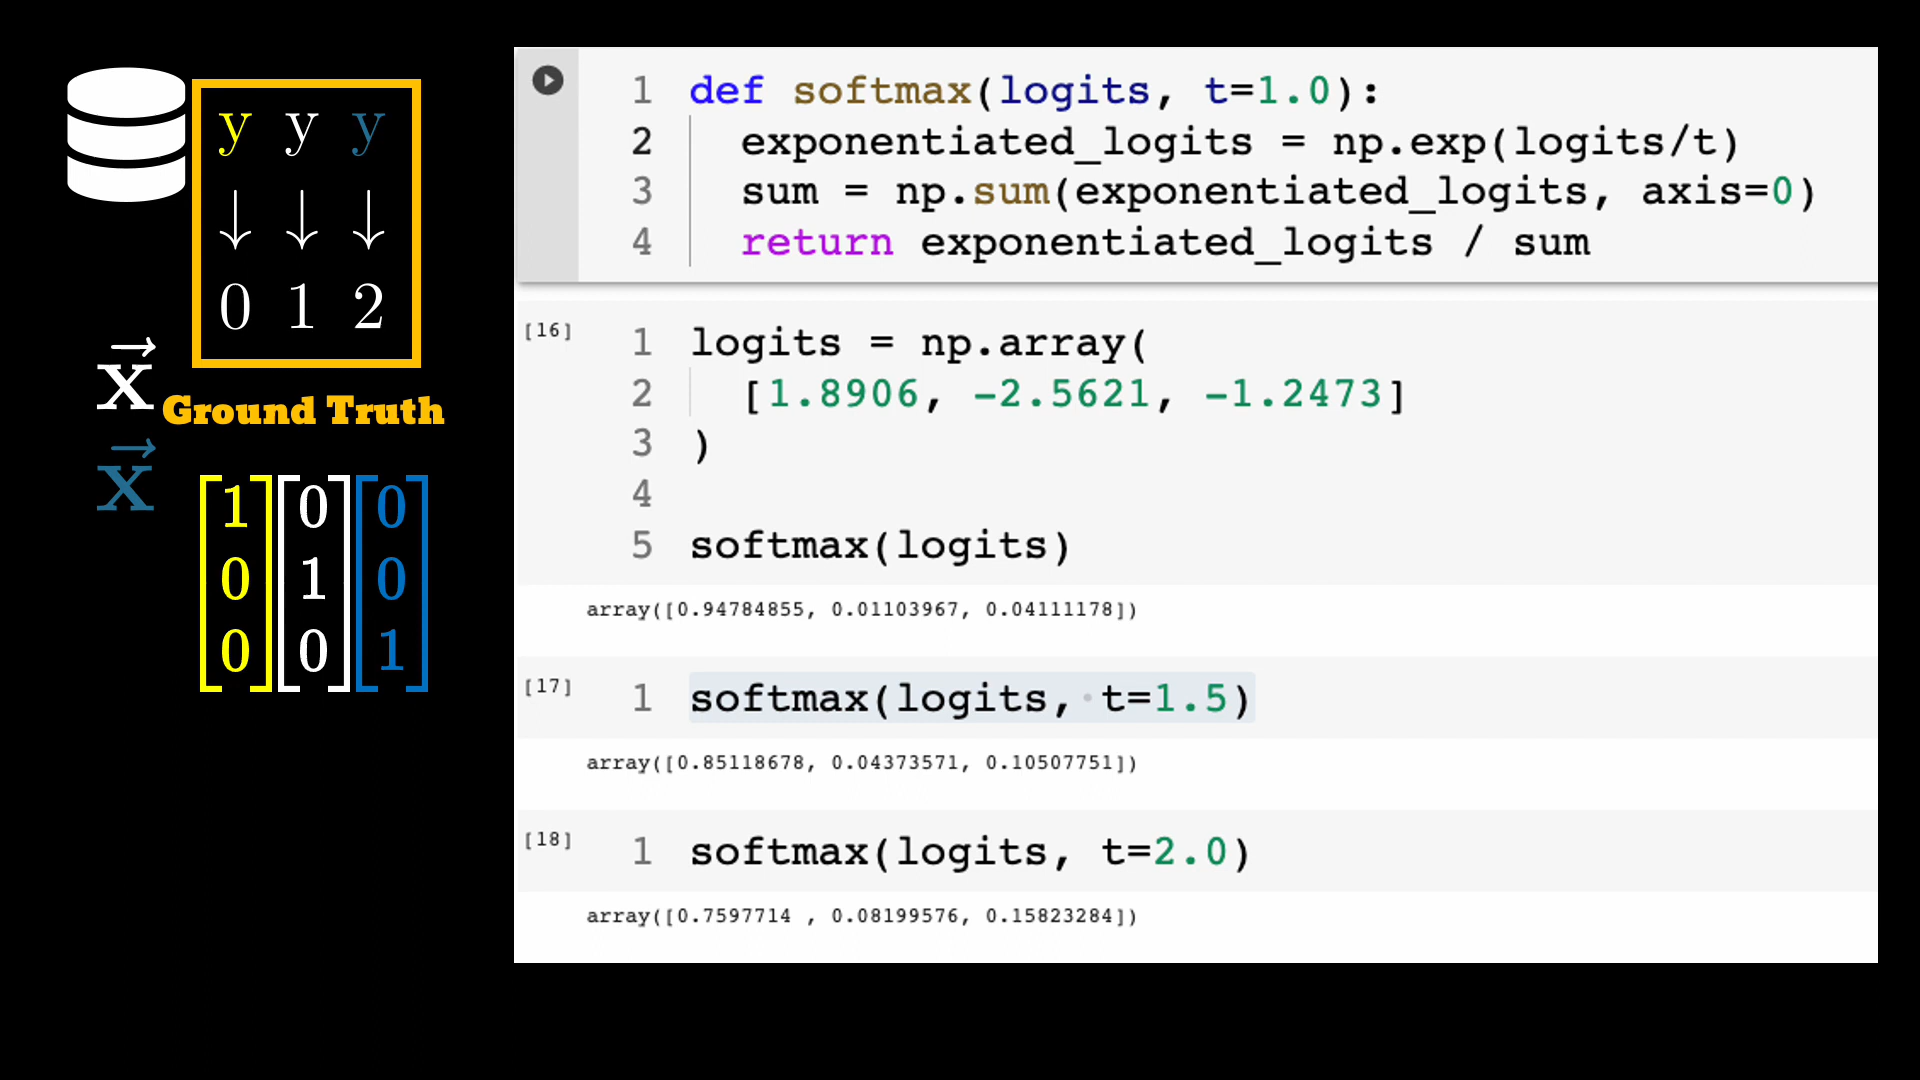 y y y
↓ ↓ ↓
0 1 2
x
Ground Truth
x
1 0 0
0 1 0
0 0 1
1 def softmax(logits, t=1.0):
2 exponentiated_logits = np.exp(logits/t)
3 sum = np.sum(exponentiated_logits, axis=0)
4 return exponentiated_logits / sum
[16] 1 logits = np.array(
2 [1.8906, -2.5621, -1.2473]
3 )
4
5 softmax(logits)
array([0.94784855, 0.01103967, 0.04111178])
[17] 1 softmax(logits, t=1.5)
array([0.85118678, 0.04373571, 0.10507751])
[18] 1 softmax(logits, t=2.0)
array([0.7597714 , 0.08199576, 0.15823284])